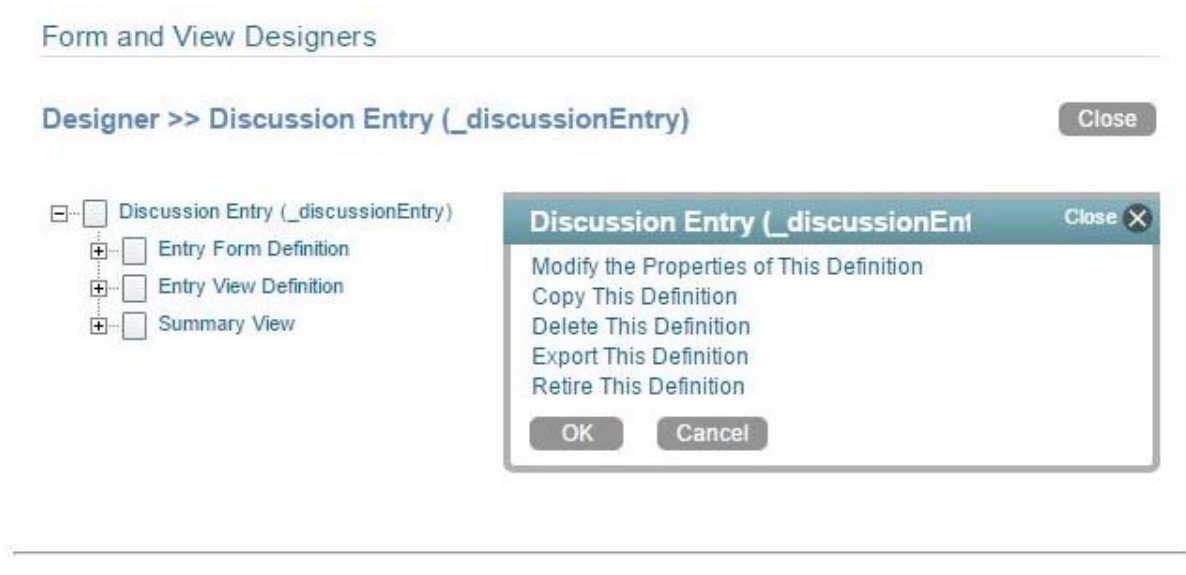 Form and View Designers
Designer >> Discussion Entry (_discussionEntry)
Close
Discussion Entry (_discussionEntry)
Entry Form Definition
Entry View Definition
Summary View
Discussion Entry (_discussionEnt
Close
Modify the Properties of This Definition
Copy This Definition
Delete This Definition
Export This Definition
Retire This Definition
OK Cancel